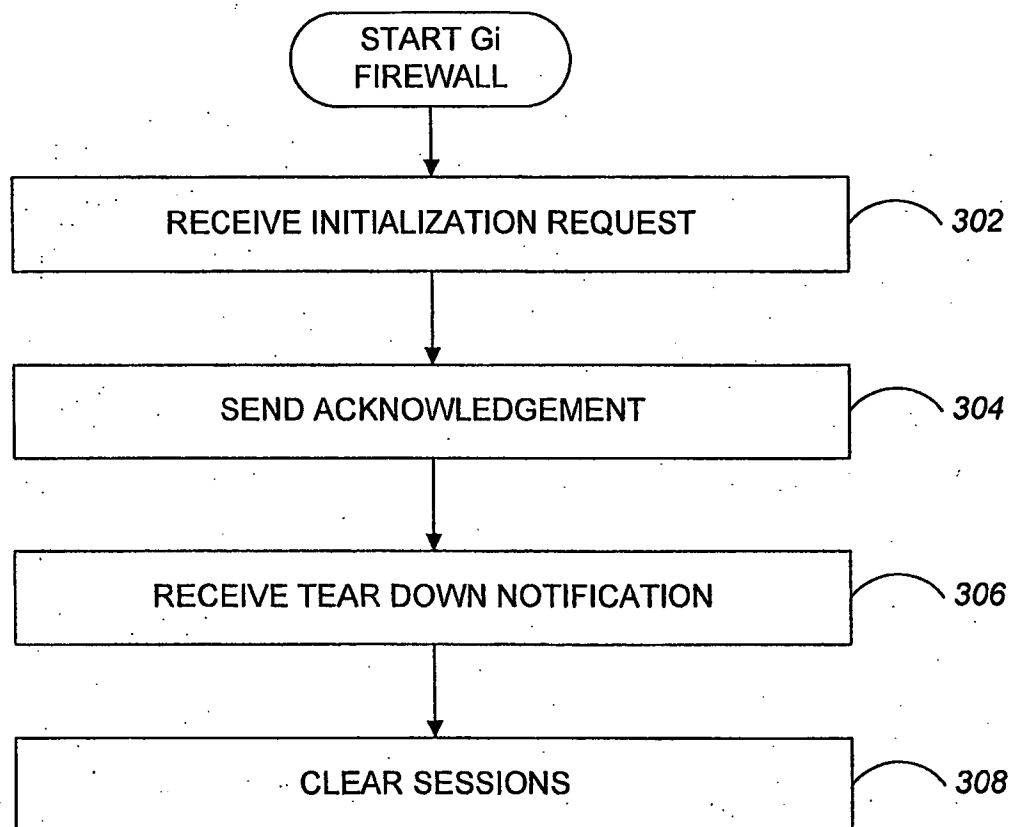 START Gi
FIREWALL
RECEIVE INITIALIZATION REQUEST
302
SEND ACKNOWLEDGEMENT
304
RECEIVE TEAR DOWN NOTIFICATION
306
CLEAR SESSIONS
308